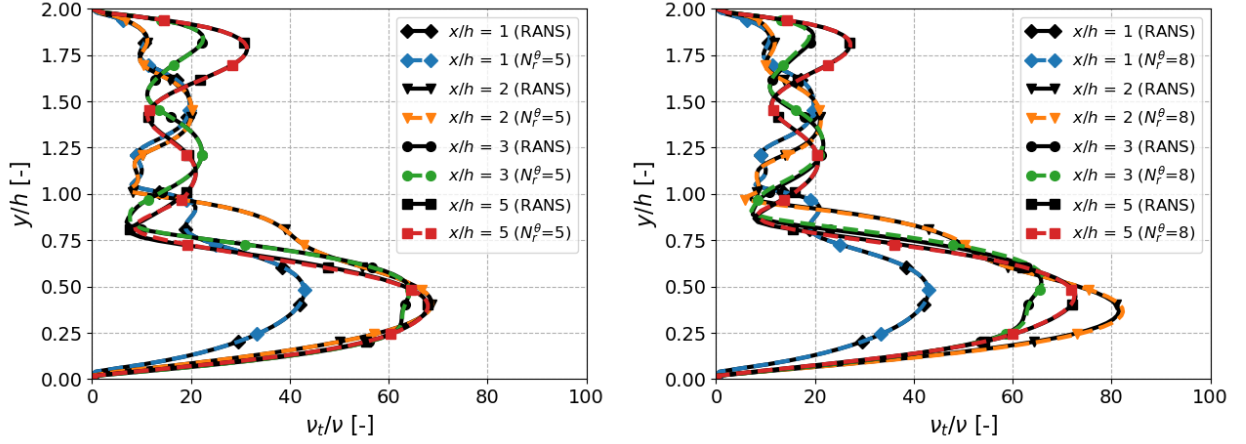 2.00
1.75
1.50
1.25
1.00
0.75
0.50
0.25
0.00
y/h [-]
0 20 40 60 80 100
ν_t/ν [-]
x/h = 1 (RANS)
x/h = 1 (N_r^θ=5)
x/h = 2 (RANS)
x/h = 2 (N_r^θ=5)
x/h = 3 (RANS)
x/h = 3 (N_r^θ=5)
x/h = 5 (RANS)
x/h = 5 (N_r^θ=5)
2.00
1.75
1.50
1.25
1.00
0.75
0.50
0.25
0.00
y/h [-]
0 20 40 60 80 100
ν_t/ν [-]
x/h = 1 (RANS)
x/h = 1 (N_r^θ=8)
x/h = 2 (RANS)
x/h = 2 (N_r^θ=8)
x/h = 3 (RANS)
x/h = 3 (N_r^θ=8)
x/h = 5 (RANS)
x/h = 5 (N_r^θ=8)